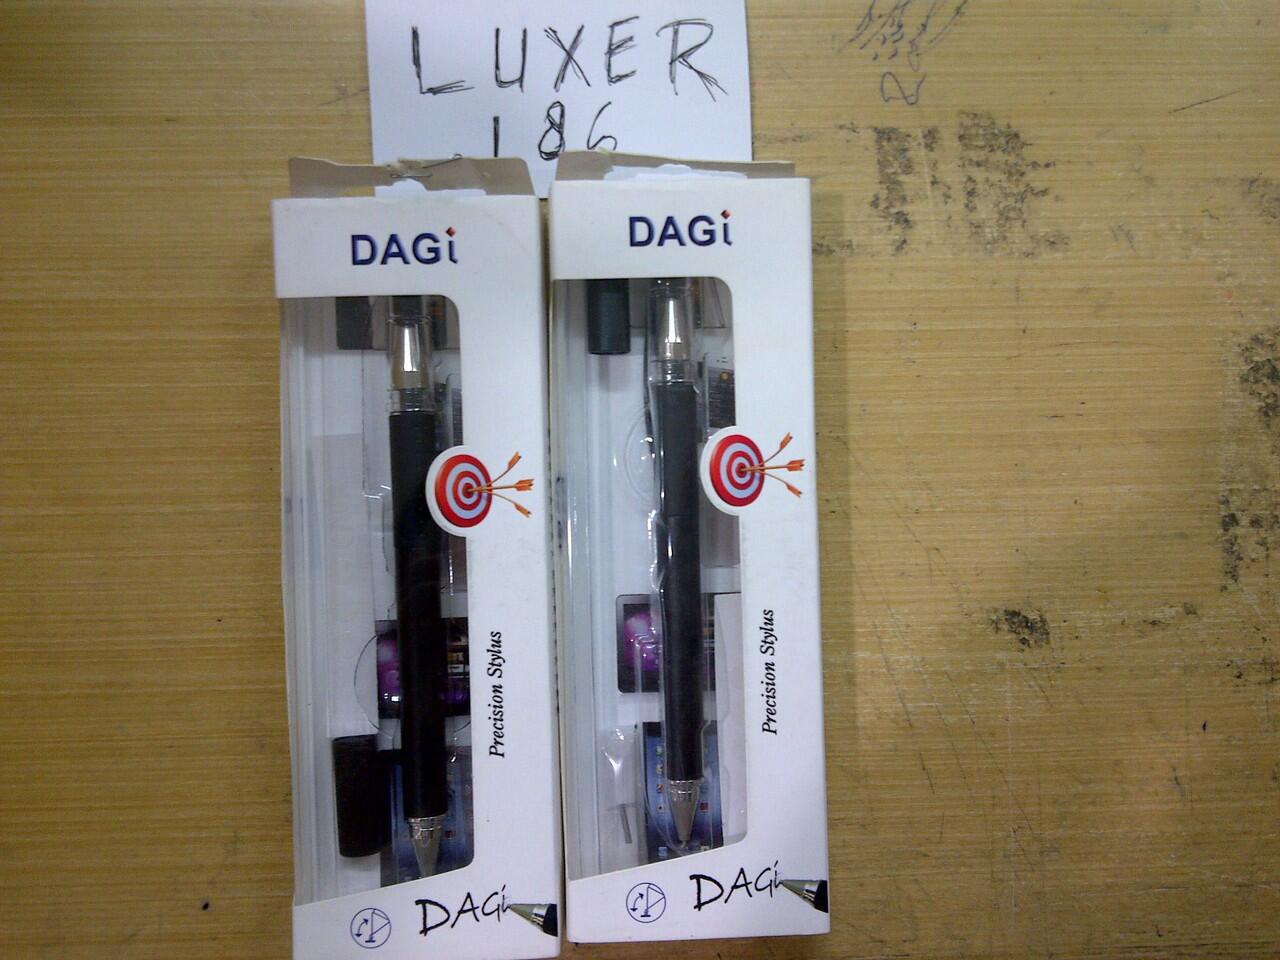 LUXER
186
DAGi
DAGi
Precision Stylus
Precision Stylus
DAGi
DAGi